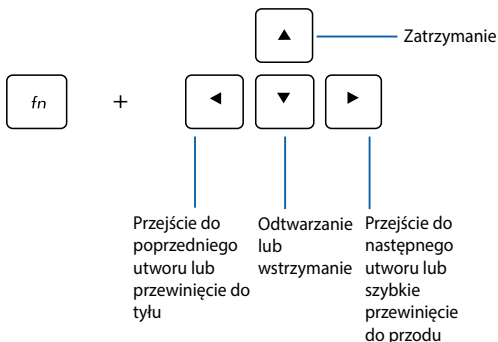 Zatrzymanie
fn
+
Przejście do
poprzedniego
utworu lub
przewinięcie do
tyłu
Odtwarzanie
lub
wstrzymanie
Przejście do
następnego
utworu lub
szybkie
przewinięcie
do przodu